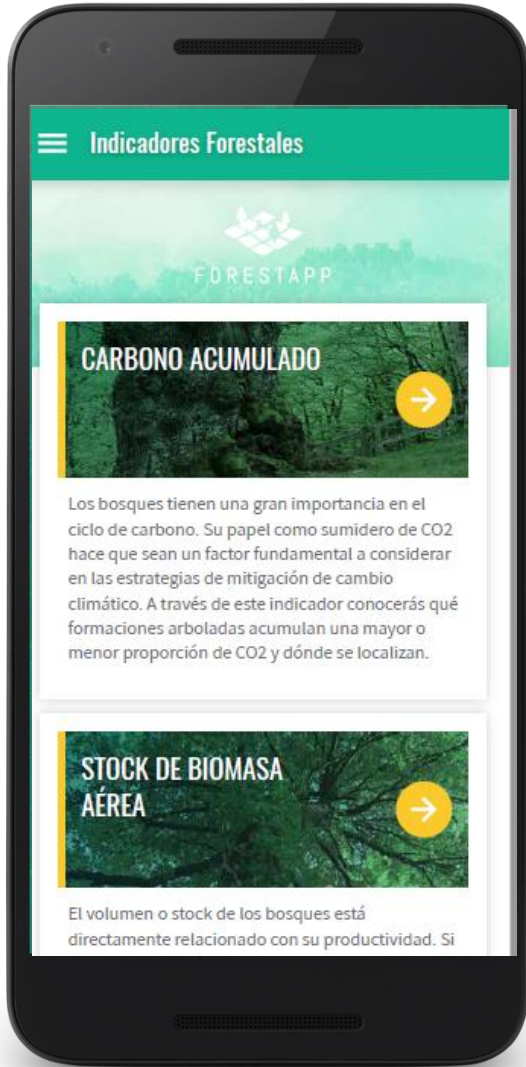 Indicadores Forestales
FORESTAPP
CARBONO ACUMULADO
Los bosques tienen una gran importancia en el
ciclo de carbono. Su papel como sumidero de CO2
hace que sean un factor fundamental a considerar
en las estrategias de mitigación de cambio
climático. A través de este indicador conocerás qué
formaciones arboladas acumulan una mayor o
menor proporción de CO2 y dónde se localizan.
STOCK DE BIOMASA
AÉREA
El volumen o stock de los bosques está
directamente relacionado con su productividad. Si